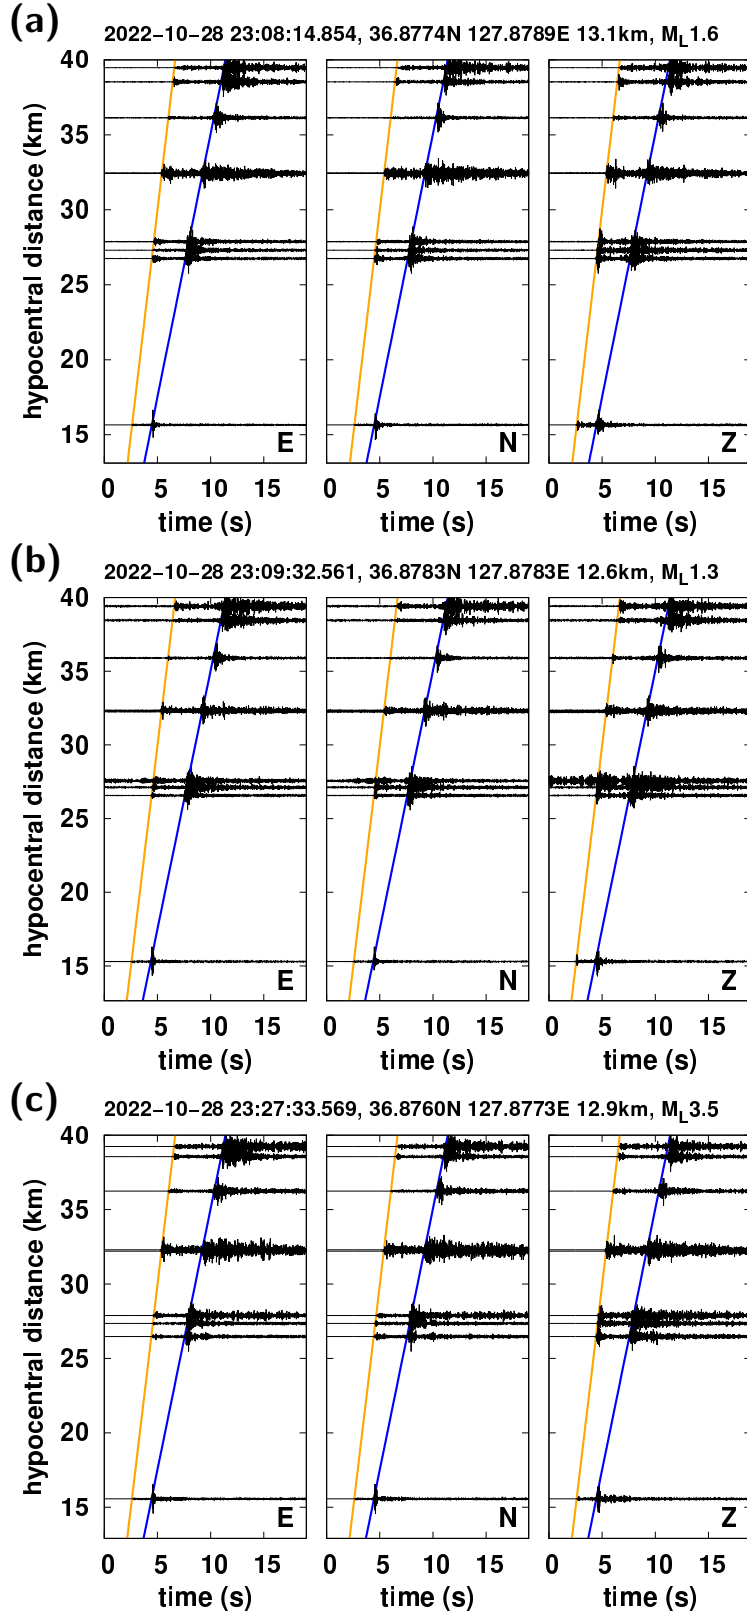 (a)
2022−10−28 23:08:14.854, 36.8774N 127.8789E 13.1km, ML1.6
hypocentral distance (km)
40
35
30
25
20
15
E
N
Z
0 5 10 15
0 5 10 15
0 5 10 15
time (s)
time (s)
time (s)
(b)
2022−10−28 23:09:32.561, 36.8783N 127.8783E 12.6km, ML1.3
hypocentral distance (km)
40
35
30
25
20
15
E
N
Z
0 5 10 15
0 5 10 15
0 5 10 15
time (s)
time (s)
time (s)
(c)
2022−10−28 23:27:33.569, 36.8760N 127.8773E 12.9km, ML3.5
hypocentral distance (km)
40
35
30
25
20
15
E
N
Z
0 5 10 15
0 5 10 15
0 5 10 15
time (s)
time (s)
time (s)